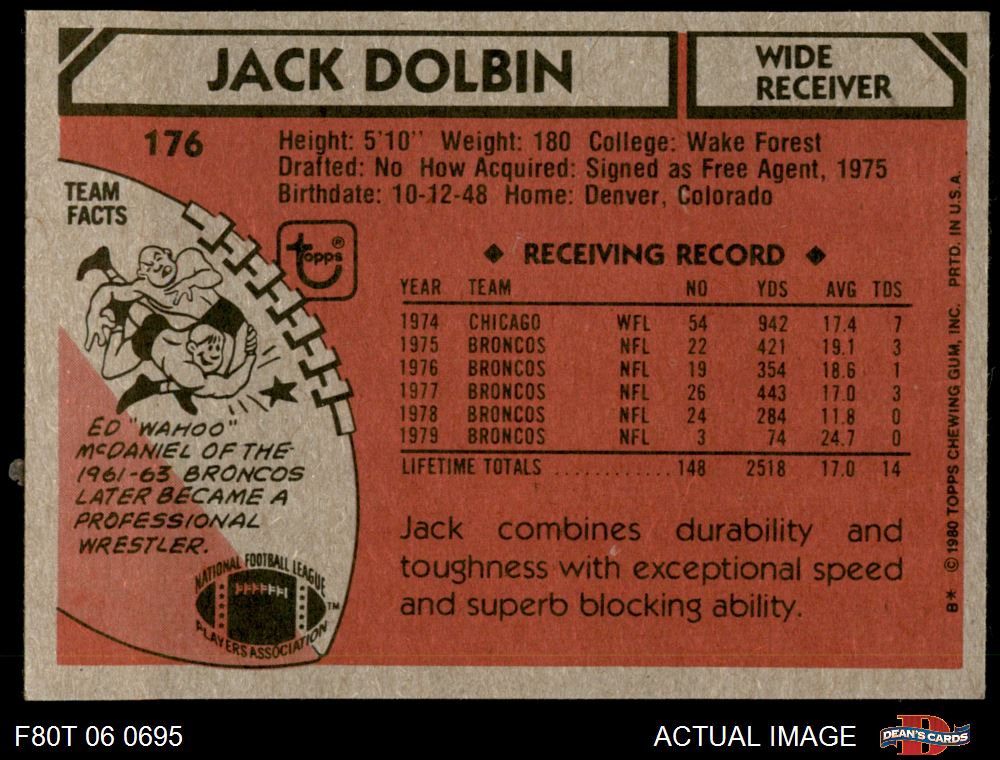 JACK DOLBIN
WIDE
RECEIVER
176
Height: 5'10" Weight: 180 College: Wake Forest
Drafted: No How Acquired: Signed as Free Agent, 1975
Birthdate: 10-12-48 Home: Denver, Colorado
TEAM
FACTS
topps®
◆ RECEIVING RECORD ◆
YEAR TEAM NO YDS AVG TDS
1974 CHICAGO WFL 54 942 17.4 7
1975 BRONCOS NFL 22 421 19.1 3
1976 BRONCOS NFL 19 354 18.6 1
1977 BRONCOS NFL 26 443 17.0 3
1978 BRONCOS NFL 24 284 11.8 0
1979 BRONCOS NFL 3 74 24.7 0
LIFETIME TOTALS ............ 148 2518 17.0 14
ED "WAHOO"
McDANIEL OF THE
1961-63 BRONCOS
LATER BECAME A
PROFESSIONAL
WRESTLER.
Jack combines durability and
toughness with exceptional speed
and superb blocking ability.
NATIONAL FOOTBALL LEAGUE
PLAYERS ASSOCIATION
™
B* © 1980 TOPPS CHEWING GUM, INC. PRTD. IN U.S.A.
F80T 06 0695
ACTUAL IMAGE
D
DEAN'S CARDS